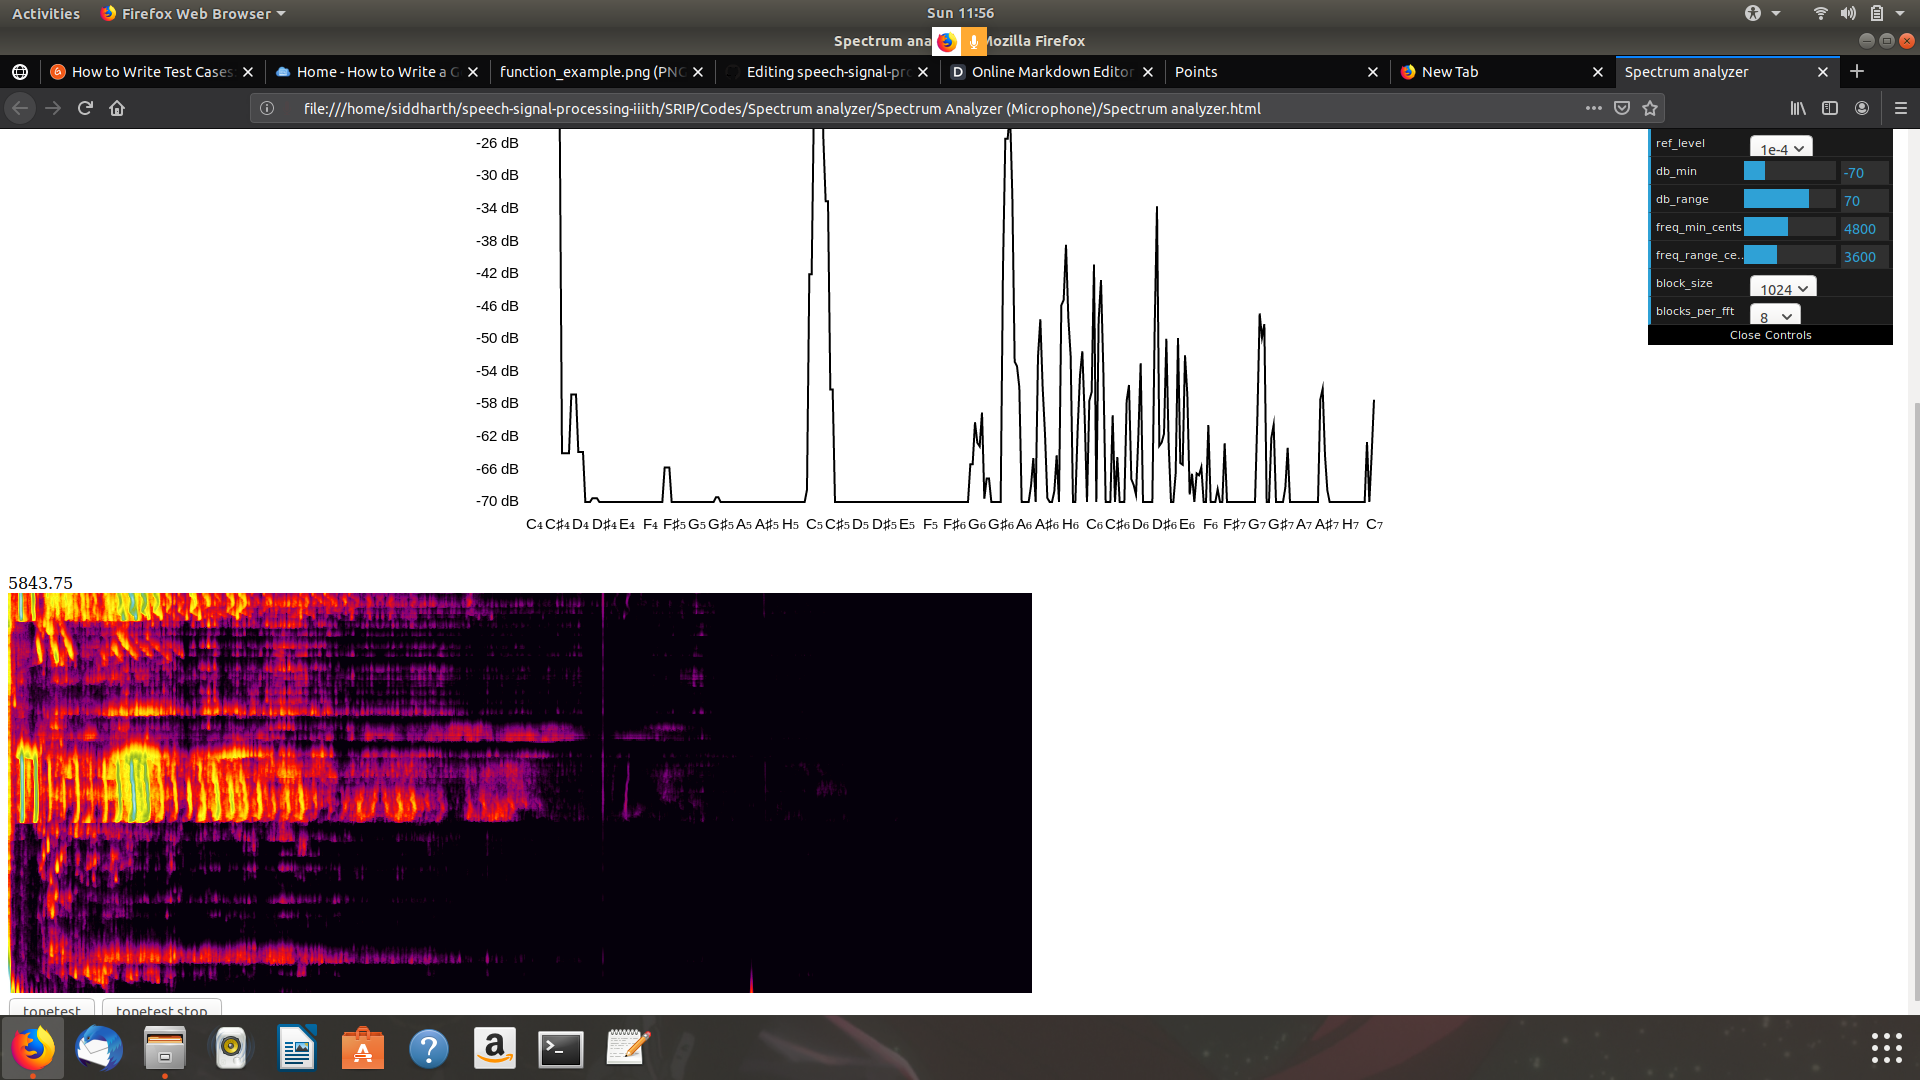 Activities Firefox Web Browser Sun 11:56
Spectrum ana Mozilla Firefox
How to Write Test Cases Home - How to Write a G function_example.png (PNG Editing speech-signal-pro Online Markdown Editor Points New Tab Spectrum analyzer
file:///home/siddharth/speech-signal-processing-iiith/SRIP/Codes/Spectrum analyzer/Spectrum Analyzer (Microphone)/Spectrum analyzer.html
-26 dB
-30 dB
-34 dB
-38 dB
-42 dB
-46 dB
-50 dB
-54 dB
-58 dB
-62 dB
-66 dB
-70 dB
C₄ C♯₄ D₄ D♯₄ E₄ F₄ F♯₅ G₅ G♯₅ A₅ A♯₅ H₅ C₅ C♯₅ D₅ D♯₅ E₅ F₅ F♯₆ G₆ G♯₆ A₆ A♯₆ H₆ C₆ C♯₆ D₆ D♯₆ E₆ F₆ F♯₇ G₇ G♯₇ A₇ A♯₇ H₇ C₇
ref_level 1e-4
db_min -70
db_range 70
freq_min_cents 4800
freq_range_ce... 3600
block_size 1024
blocks_per_fft 8
Close Controls
5843.75
tonetest tonetest stop